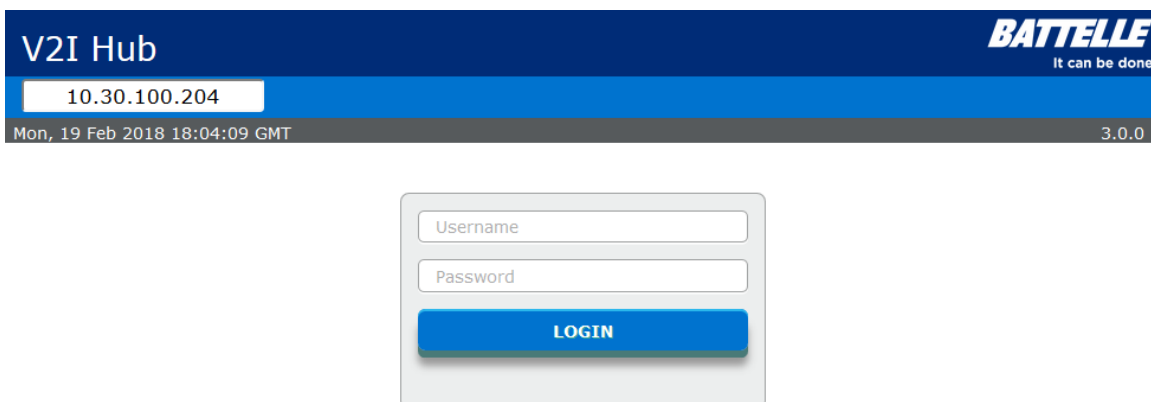 V2I Hub
BATTELLE
It can be done
10.30.100.204
Mon, 19 Feb 2018 18:04:09 GMT
3.0.0
Username
Password
LOGIN